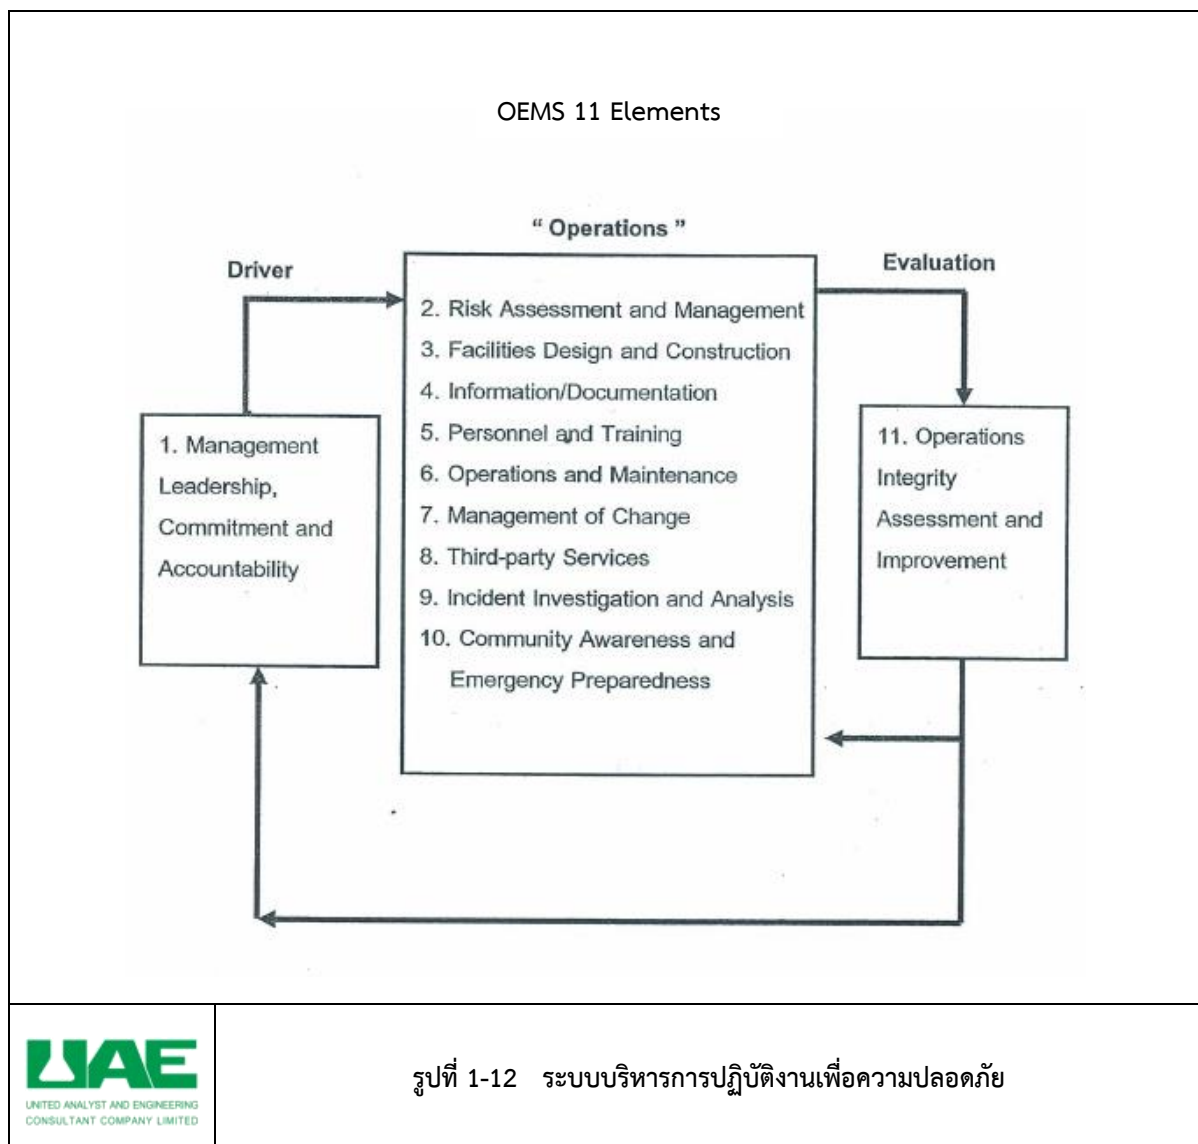 OEMS 11 Elements
“ Operations ”
Driver
Evaluation
1. Management
Leadership,
Commitment and
Accountability
2. Risk Assessment and Management
3. Facilities Design and Construction
4. Information/Documentation
5. Personnel and Training
6. Operations and Maintenance
7. Management of Change
8. Third-party Services
9. Incident Investigation and Analysis
10. Community Awareness and
Emergency Preparedness
11. Operations
Integrity
Assessment and
Improvement
UAE
UNITED ANALYST AND ENGINEERING
CONSULTANT COMPANY LIMITED
รูปที่ 1-12 ระบบบริหารการปฏิบัติงานเพื่อความปลอดภัย